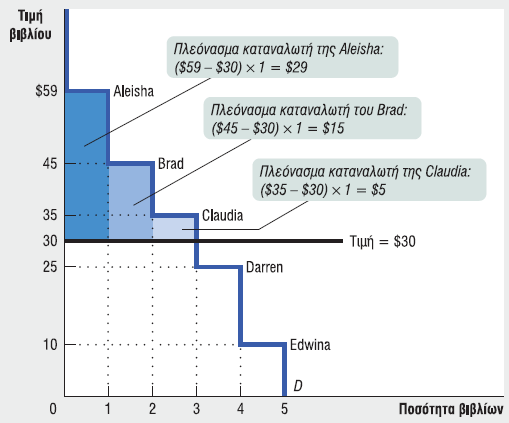 Τιμή
βιβλίου
Πλεόνασμα καταναλωτή της Aleisha:
($59 – $30) × 1 = $29
$59
Aleisha
Πλεόνασμα καταναλωτή του Brad:
($45 – $30) × 1 = $15
45
Brad
Πλεόνασμα καταναλωτή της Claudia:
($35 – $30) × 1 = $5
35
Claudia
30
Τιμή = $30
25
Darren
10
Edwina
D
0 1 2 3 4 5 Ποσότητα βιβλίων